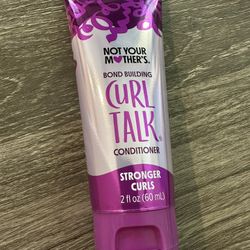 NOT YOUR
MOTHER'S®
BOND BUILDING
CURL
TALK®
CONDITIONER
STRONGER
CURLS
2 fl oz (60 mL)